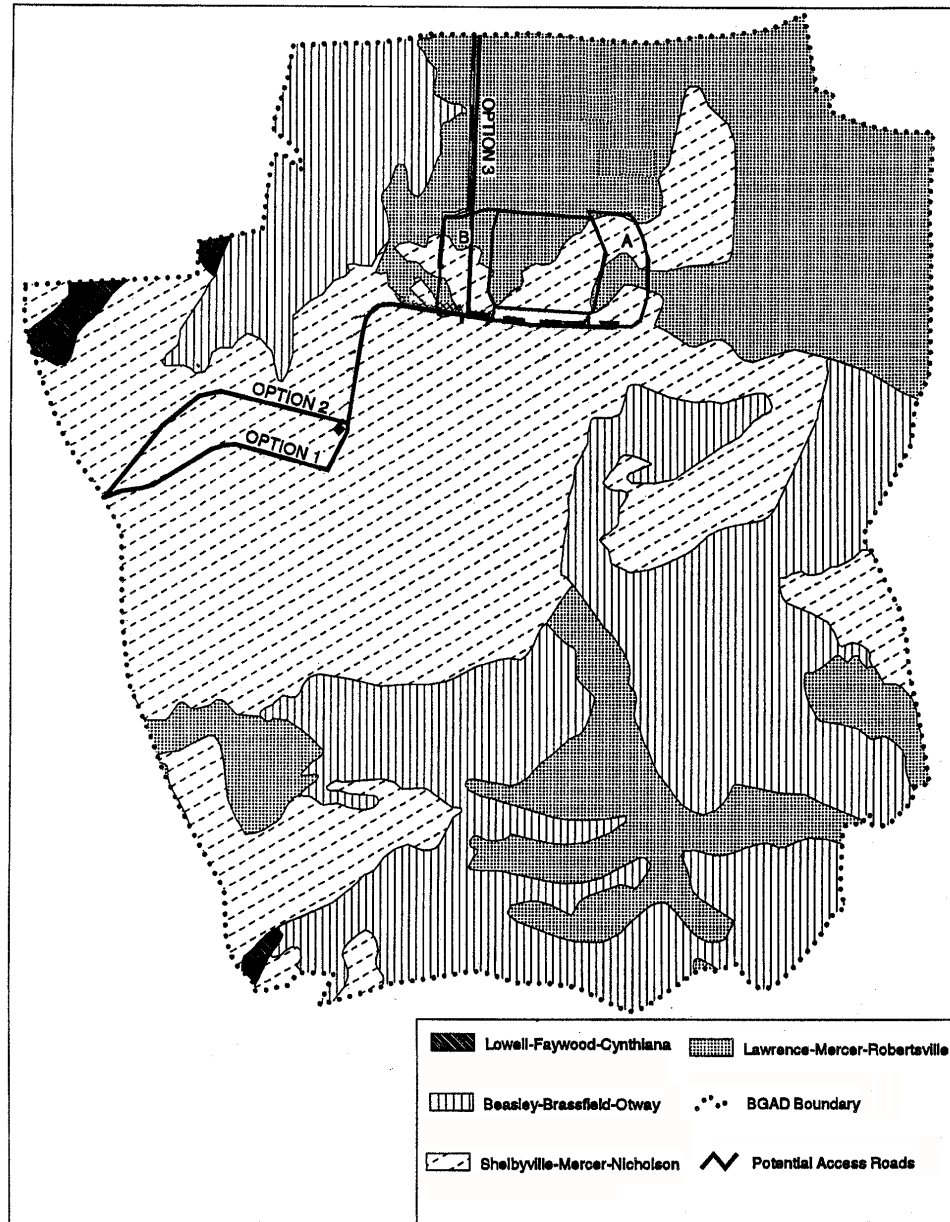 OPTION 3
B
A
OPTION 2
OPTION 1
Lowell-Faywood-Cynthiana
Lawrence-Mercer-Robertsville
Beasley-Brassfield-Otway
BGAD Boundary
Shelbyville-Mercer-Nicholson
Potential Access Roads